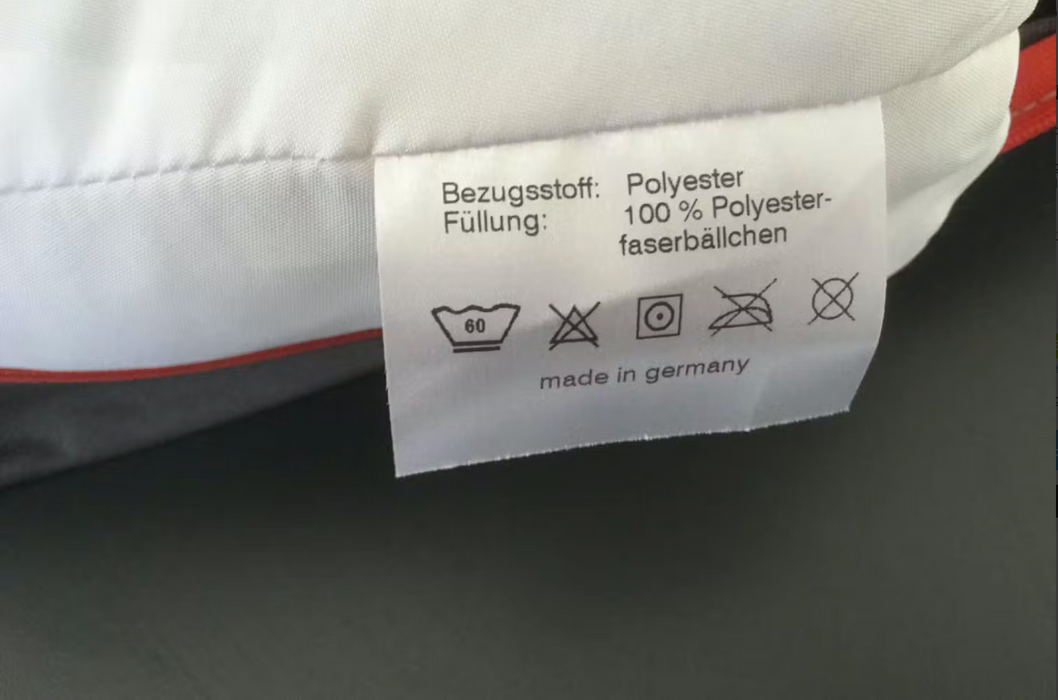 Bezugsstoff: Polyester
Füllung: 100 % Polyester-
faserbällchen
60
made in germany